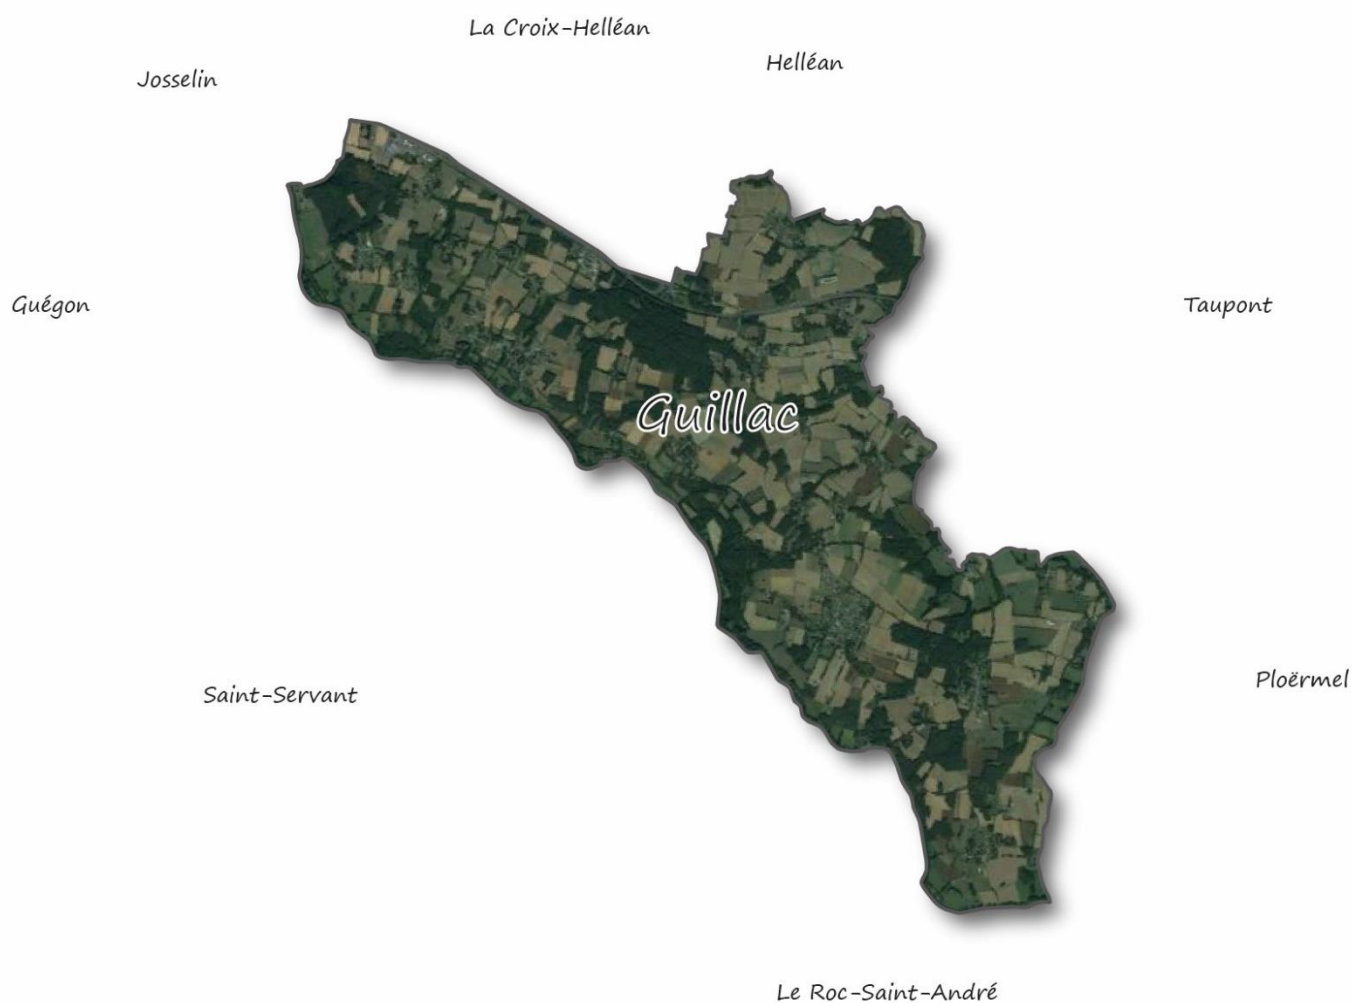 La Croix-Helléan
Helléan
Josselin
Guégon
Taupont
Guillac
Ploërmel
Saint-Servant
Le Roc-Saint-André